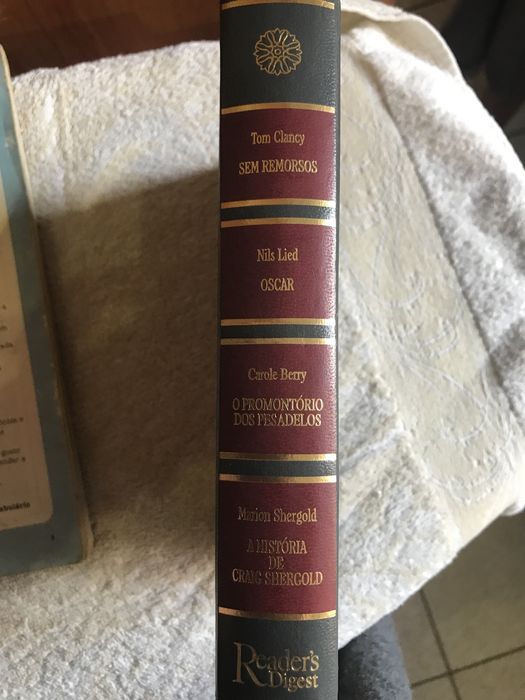 Tom Clancy
SEM REMORSOS
Nils Lied
OSCAR
Carole Berry
O PROMONTÓRIO
DOS PESADELOS
Marion Shergold
A HISTÓRIA
DE
CRAIG SHERGOLD
Reader's
Digest